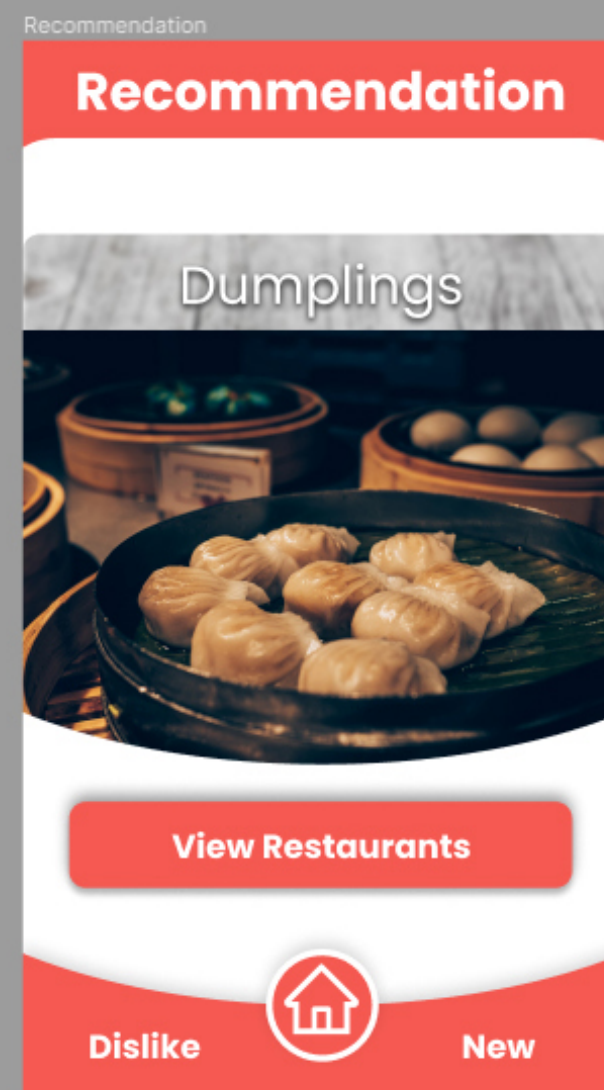 Recommendation
Recommendation
Dumplings
View Restaurants
Dislike
New